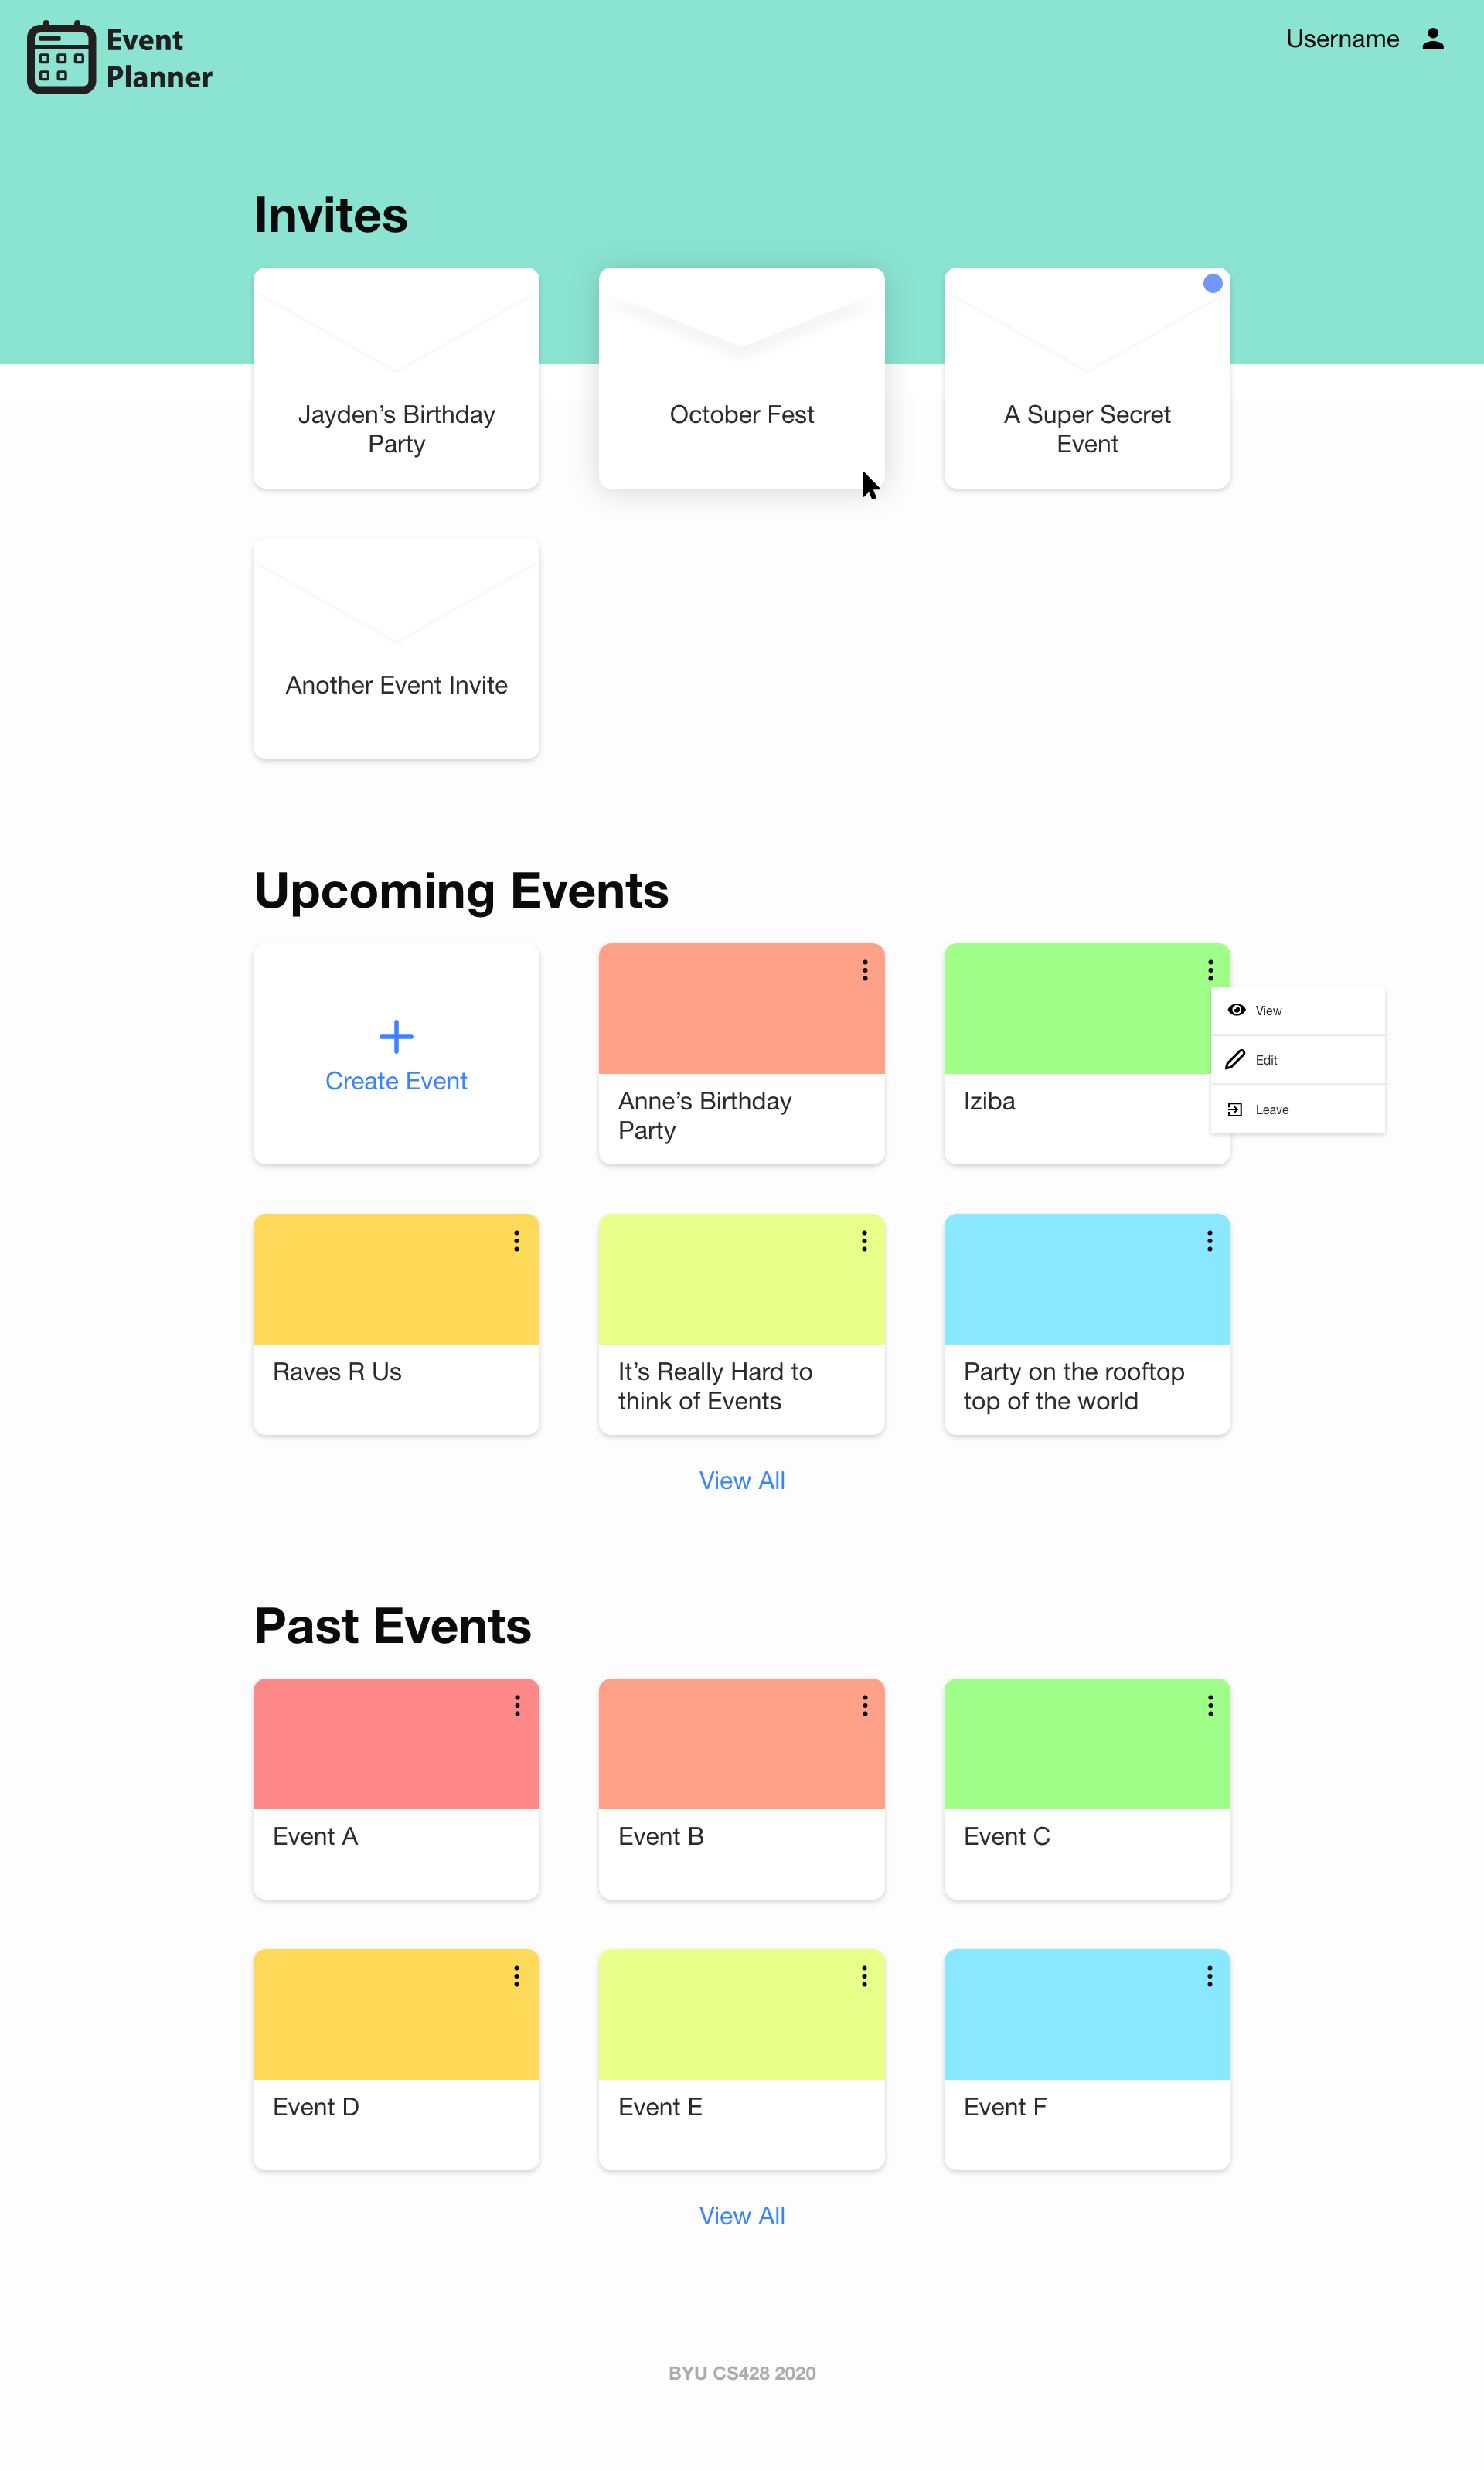 Event
Planner
Username
Invites
Jayden’s Birthday
Party
October Fest
A Super Secret
Event
Another Event Invite
Upcoming Events
Create Event
Anne’s Birthday
Party
Iziba
View
Edit
Leave
Raves R Us
It’s Really Hard to
think of Events
Party on the rooftop
top of the world
View All
Past Events
Event A
Event B
Event C
Event D
Event E
Event F
View All
BYU CS428 2020